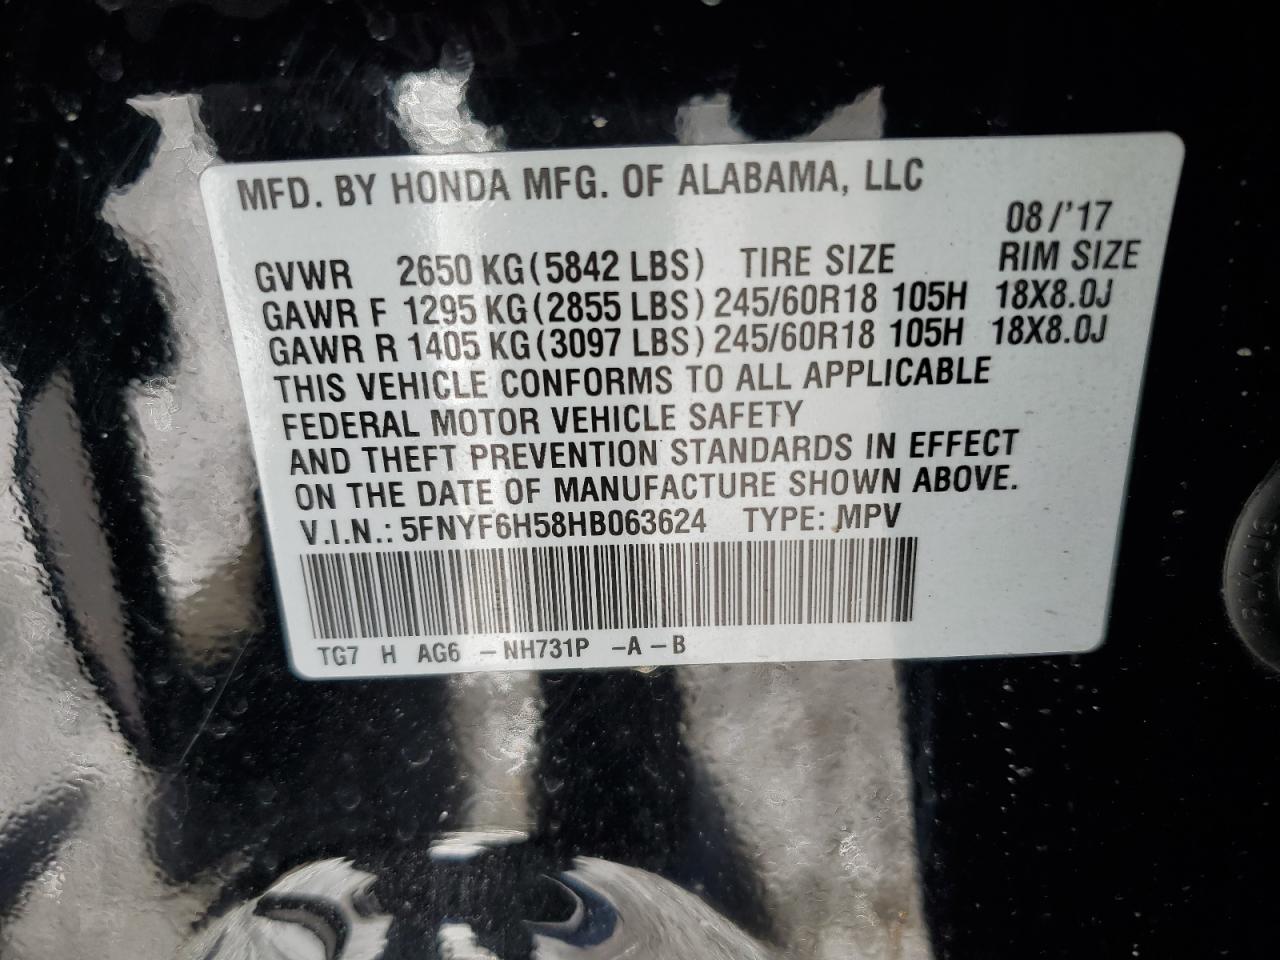 MFD. BY HONDA MFG. OF ALABAMA, LLC
08/'17
GVWR 2650 KG(5842 LBS) TIRE SIZE RIM SIZE
GAWR F 1295 KG(2855 LBS) 245/60R18 105H 18X8.0J
GAWR R 1405 KG(3097 LBS) 245/60R18 105H 18X8.0J
THIS VEHICLE CONFORMS TO ALL APPLICABLE
FEDERAL MOTOR VEHICLE SAFETY
AND THEFT PREVENTION STANDARDS IN EFFECT
ON THE DATE OF MANUFACTURE SHOWN ABOVE.
V.I.N.: 5FNYF6H58HB063624 TYPE: MPV
TG7 H AG6 -NH731P -A-B